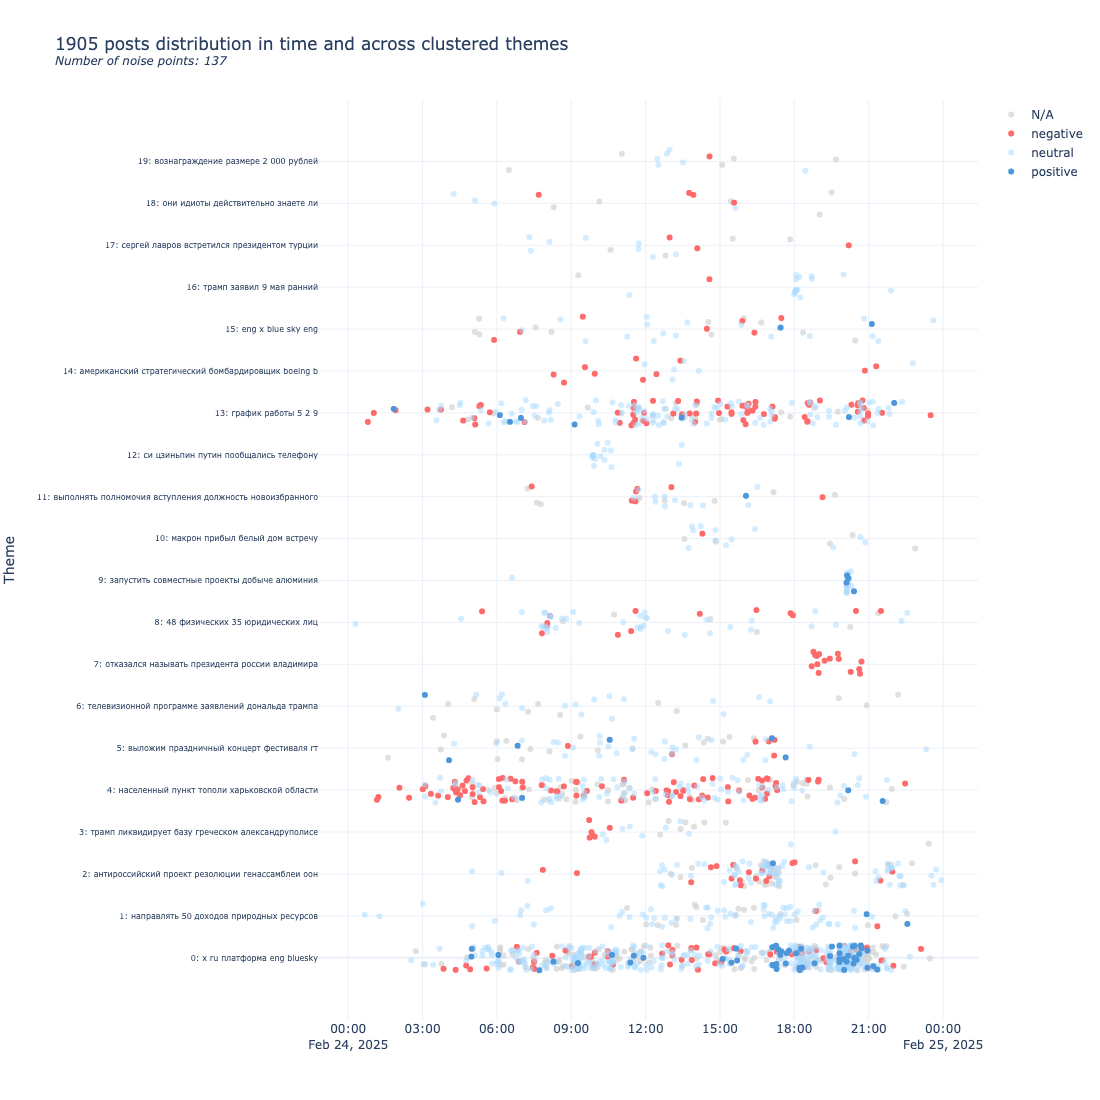 1905 posts distribution in time and across clustered themes
Number of noise points: 137
N/A
negative
neutral
positive
Theme
19: вознаграждение размере 2 000 рублей
18: они идиоты действительно знаете ли
17: сергей лавров встретился президентом турции
16: трамп заявил 9 мая ранний
15: eng x blue sky eng
14: американский стратегический бомбардировщик boeing b
13: график работы 5 2 9
12: си цзиньпин путин пообщались телефону
11: выполнять полномочия вступления должность новоизбранного
10: макрон прибыл белый дом встречу
9: запустить совместные проекты добыче алюминия
8: 48 физических 35 юридических лиц
7: отказался называть президента россии владимира
6: телевизионной программе заявлений дональда трампа
5: выложим праздничный концерт фестиваля гт
4: населенный пункт тополи харьковской области
3: трамп ликвидирует базу греческом александруполисе
2: антироссийский проект резолюции генассамблеи оон
1: направлять 50 доходов природных ресурсов
0: x ru платформа eng bluesky
00:00 03:00 06:00 09:00 12:00 15:00 18:00 21:00 00:00
Feb 24, 2025 Feb 25, 2025